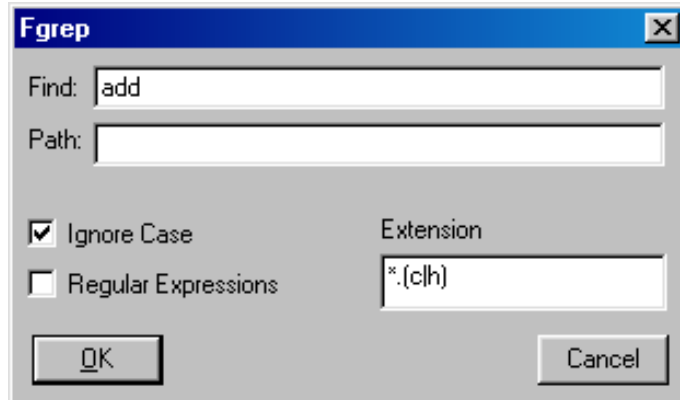 Fgrep
Find: add
Path:
Ignore Case
Extension
Regular Expressions
*.(c|h)
OK
Cancel